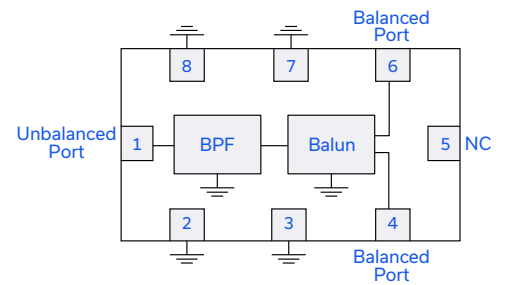 Balanced
Port
8
7
6
Unbalanced
Port
1
BPF
Balun
5
NC
2
3
4
Balanced
Port